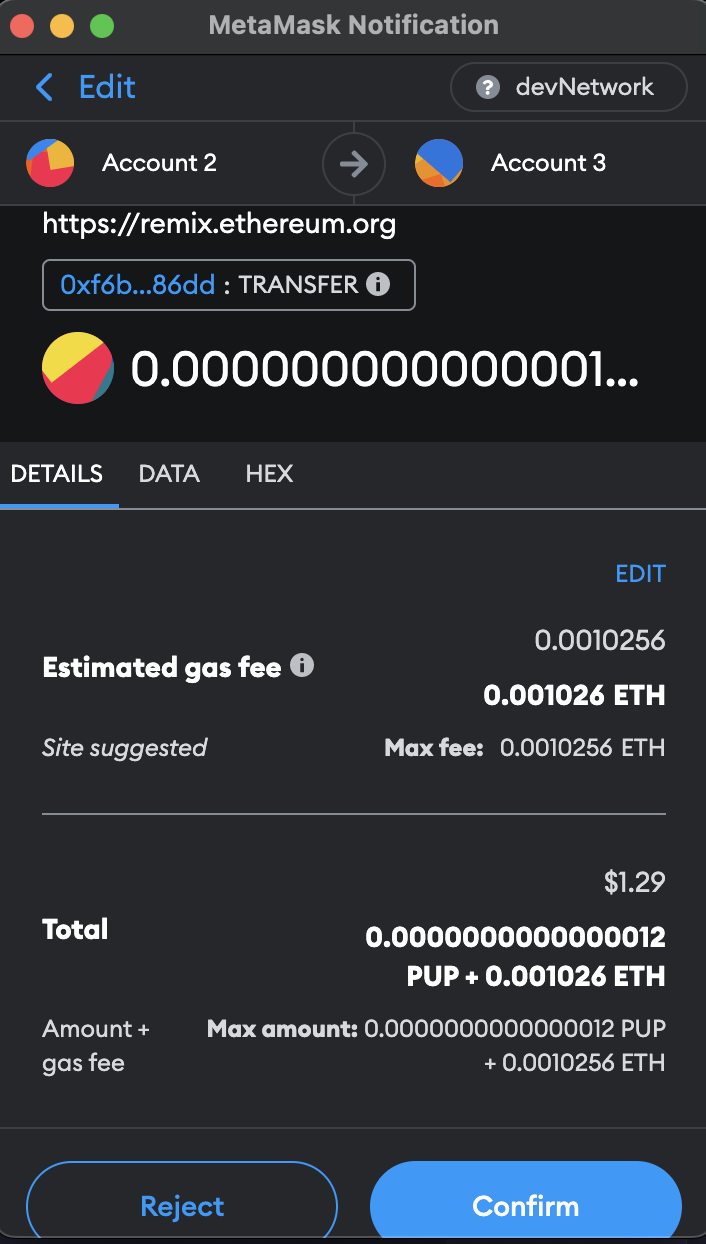 MetaMask Notification
Edit
? devNetwork
Account 2
Account 3
https://remix.ethereum.org
0xf6b...86dd : TRANSFER i
0.0000000000000001...
DETAILS DATA HEX
EDIT
0.0010256
Estimated gas fee i
0.001026 ETH
Site suggested
Max fee: 0.0010256 ETH
$1.29
Total
0.0000000000000012
PUP + 0.001026 ETH
Amount + Max amount: 0.0000000000000012 PUP
gas fee + 0.0010256 ETH
Reject
Confirm